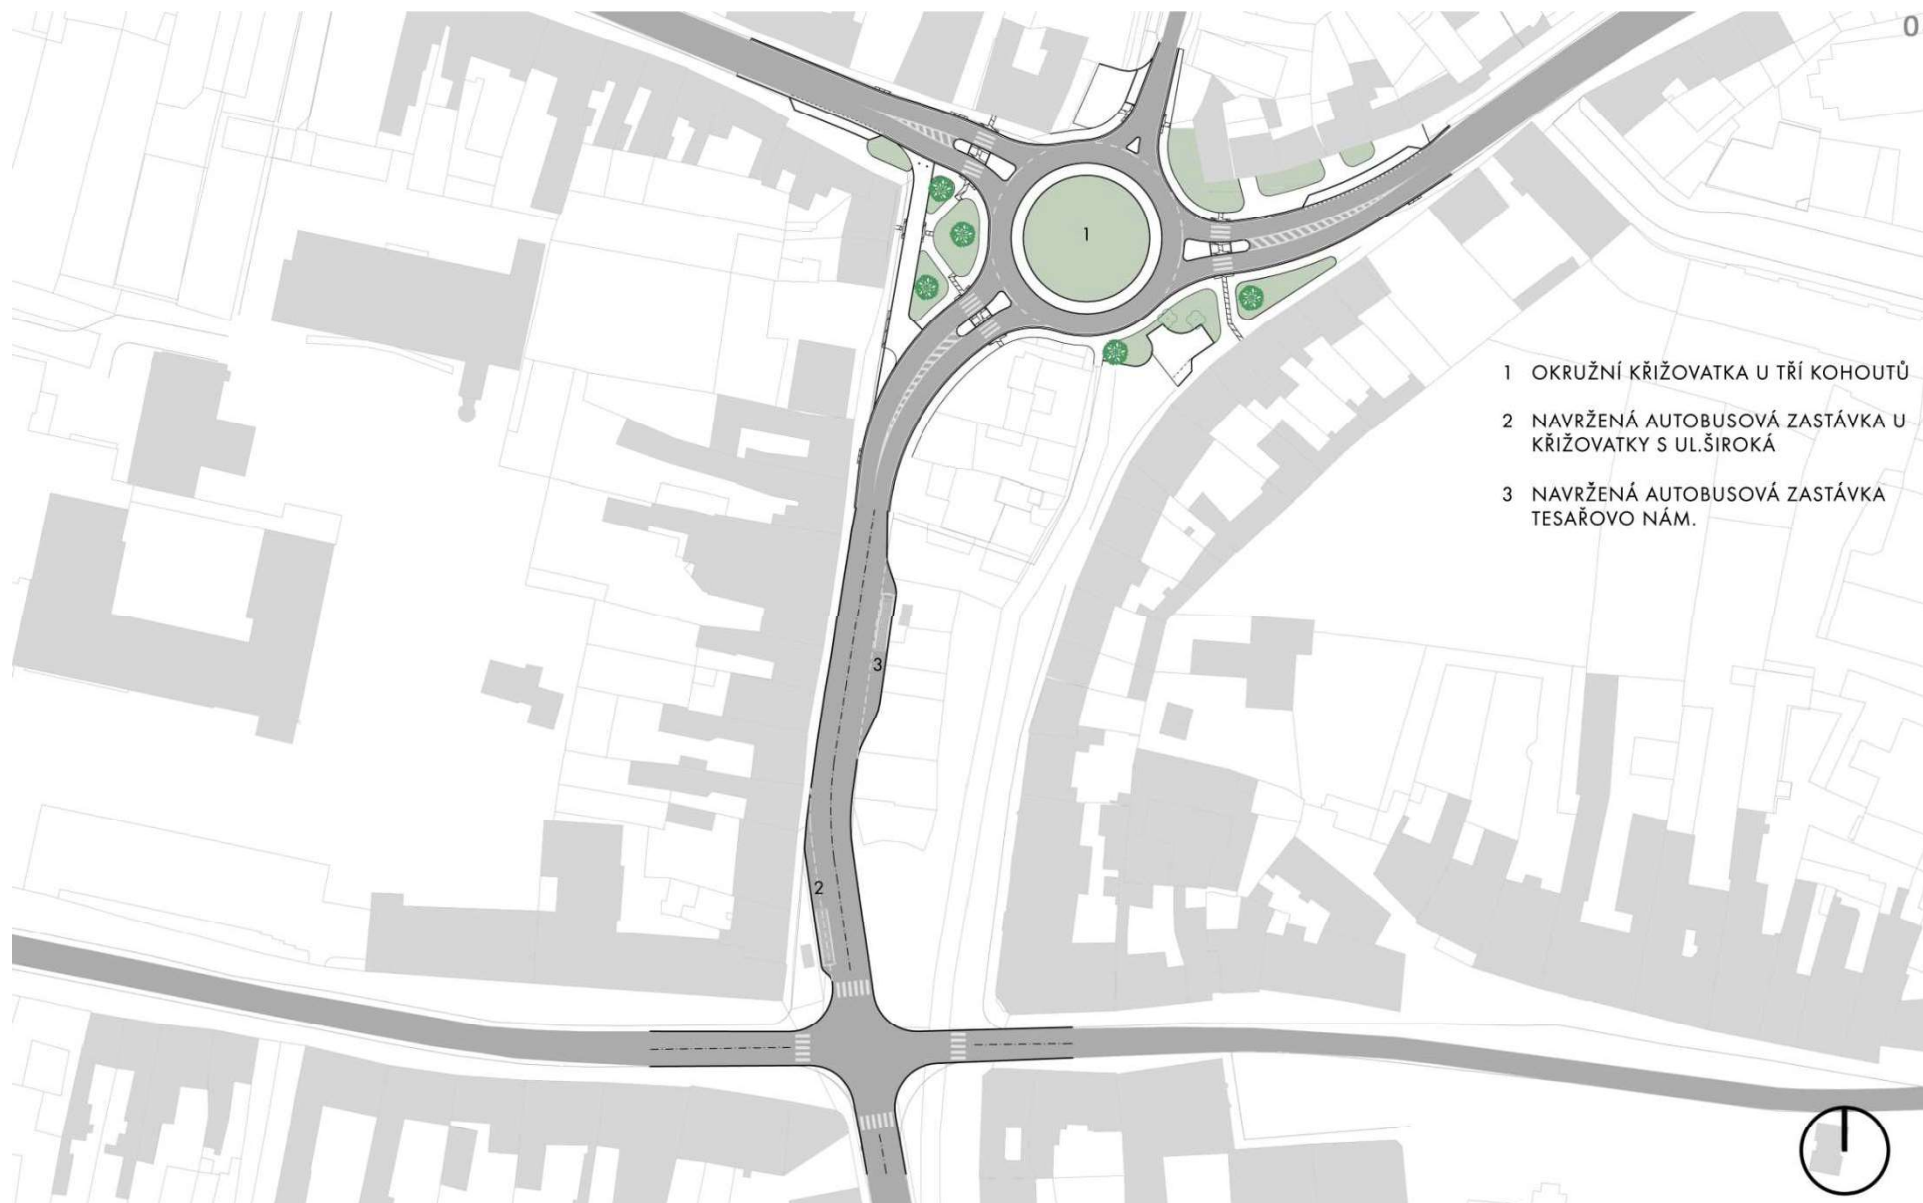 0
1
1 OKRUŽNÍ KŘIŽOVATKA U TŘÍ KOHOUTŮ
2 NAVRŽENÁ AUTOBUSOVÁ ZASTÁVKA U
KŘIŽOVATKY S UL.ŠIROKÁ
3 NAVRŽENÁ AUTOBUSOVÁ ZASTÁVKA
TESAŘOVO NÁM.
3
2